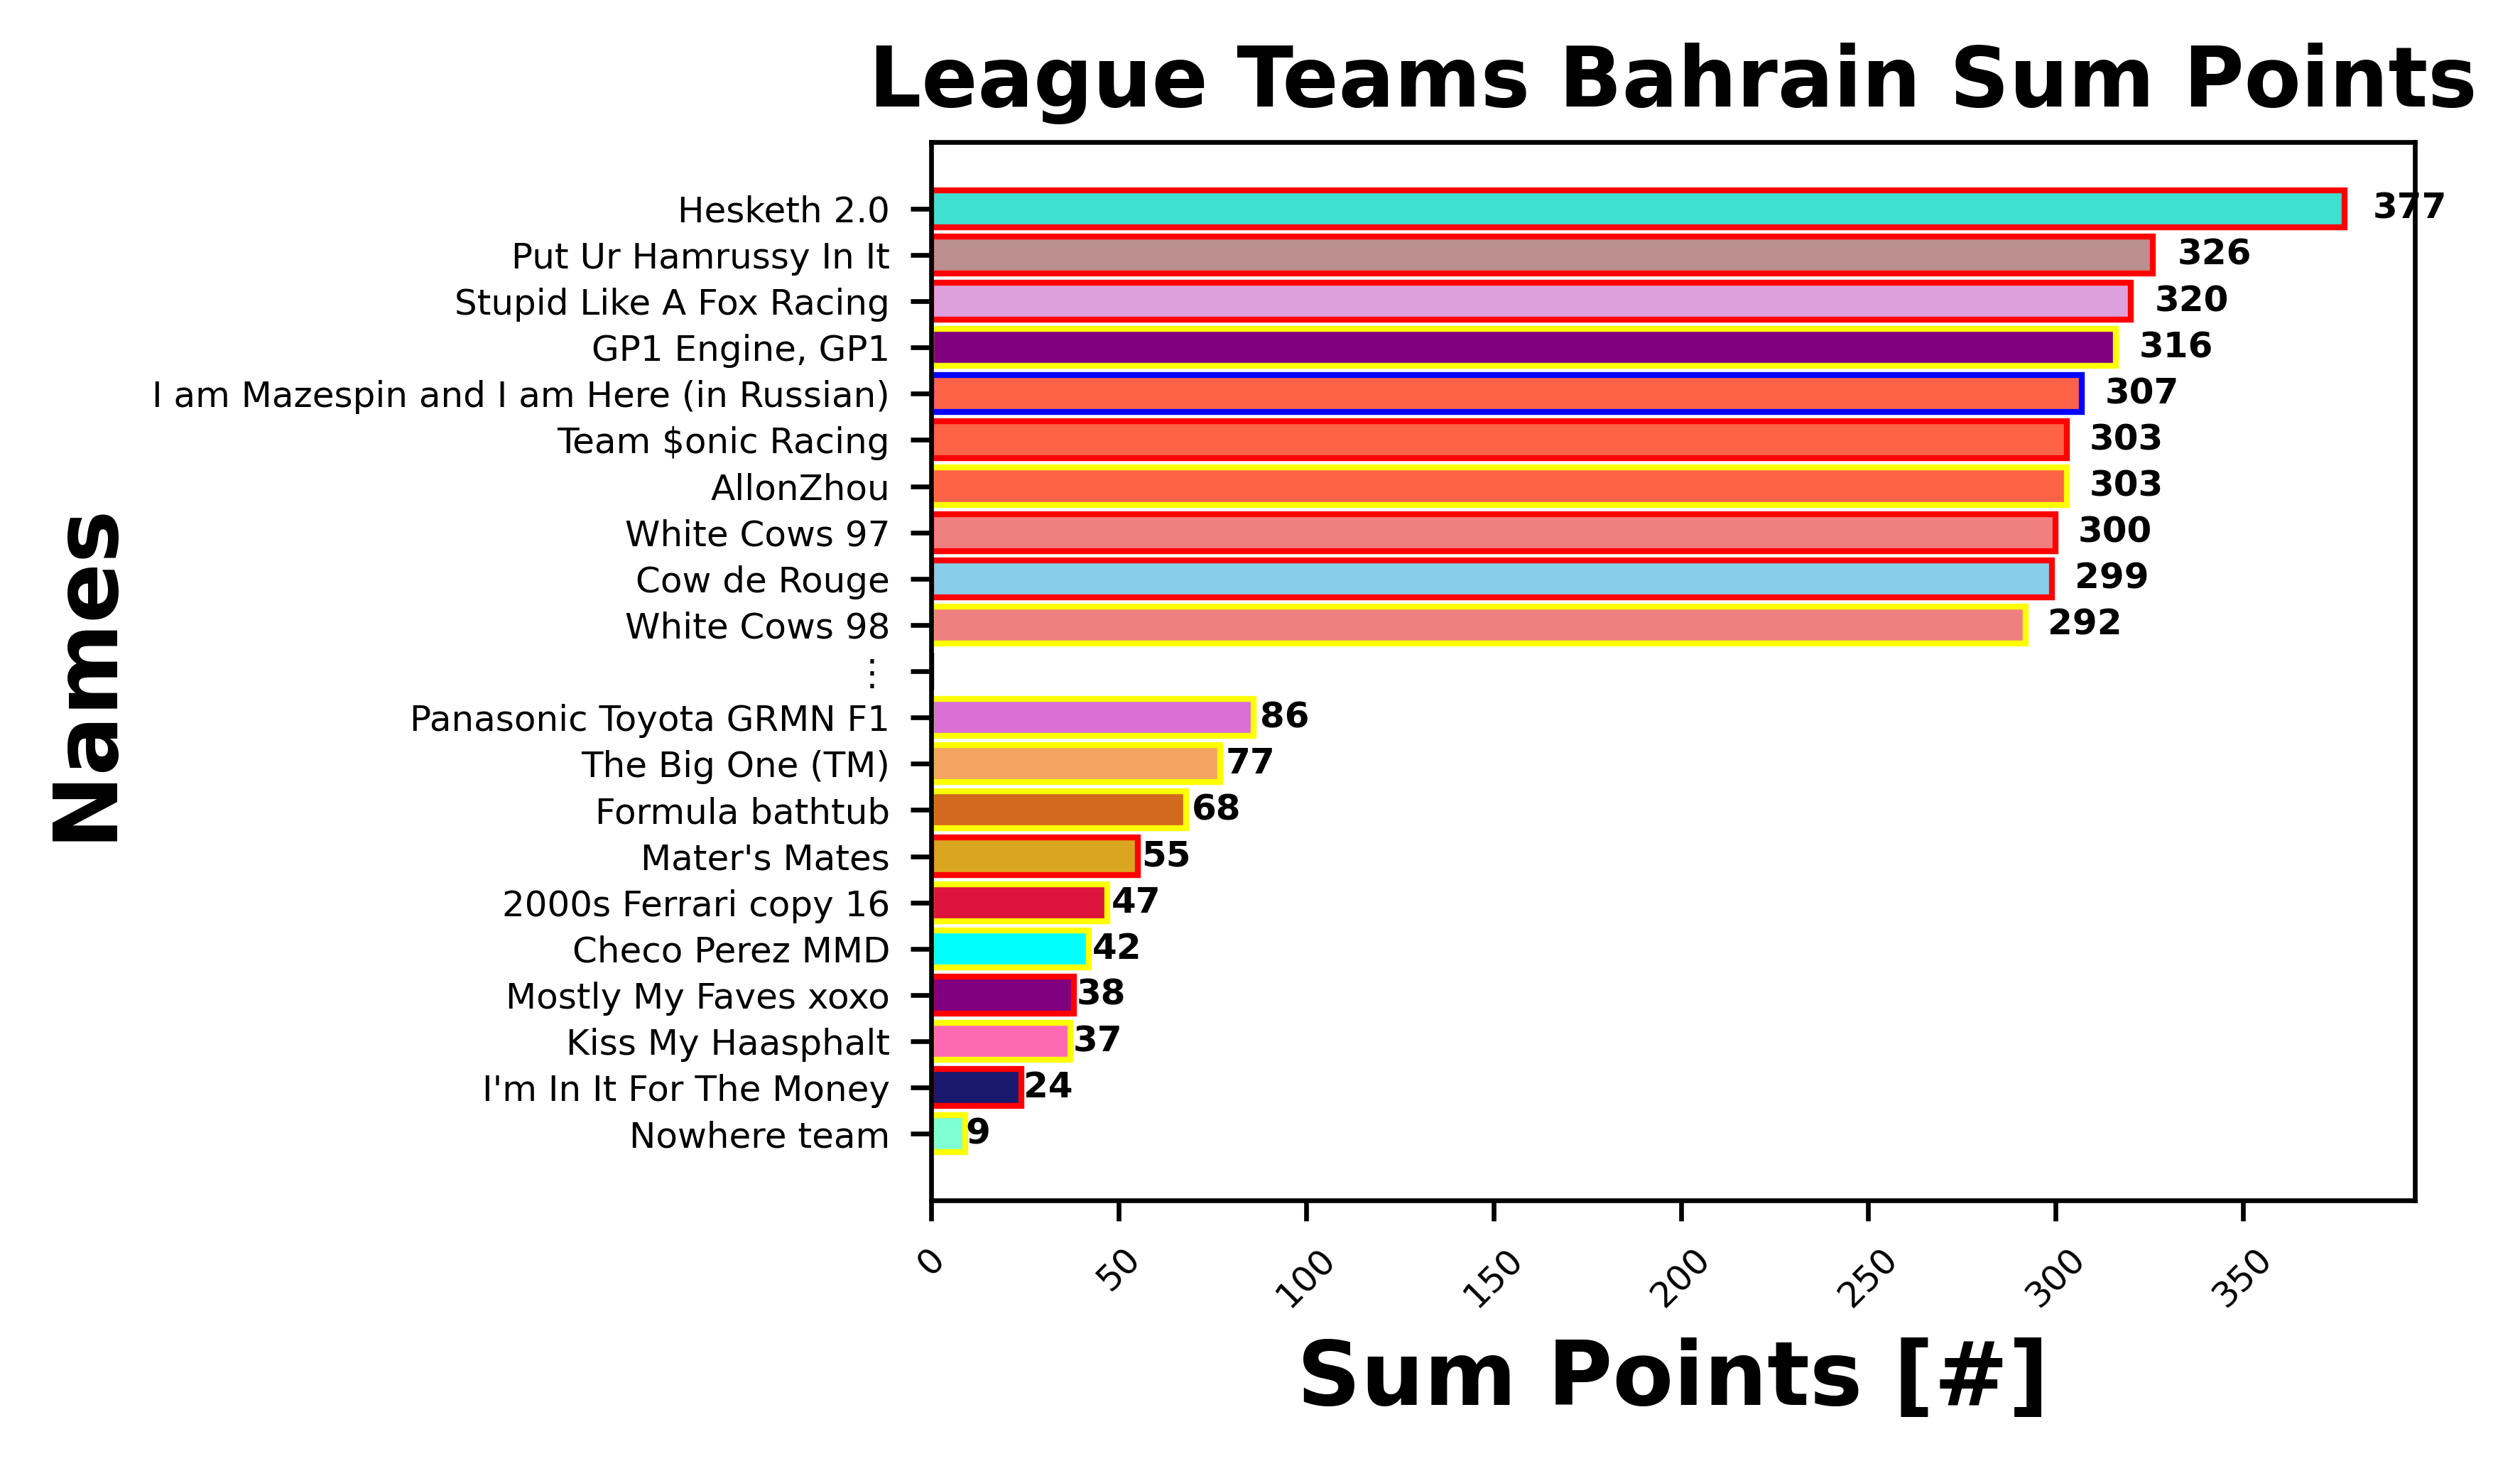 League Teams Bahrain Sum Points
Names
Hesketh 2.0 377
Put Ur Hamrussy In It 326
Stupid Like A Fox Racing 320
GP1 Engine, GP1 316
I am Mazespin and I am Here (in Russian) 307
Team $onic Racing 303
AllonZhou 303
White Cows 97 300
Cow de Rouge 299
White Cows 98 292
⋮
Panasonic Toyota GRMN F1 86
The Big One (TM) 77
Formula bathtub 68
Mater's Mates 55
2000s Ferrari copy 16 47
Checo Perez MMD 42
Mostly My Faves xoxo 38
Kiss My Haasphalt 37
I'm In It For The Money 24
Nowhere team 9
0 50 100 150 200 250 300 350
Sum Points [#]